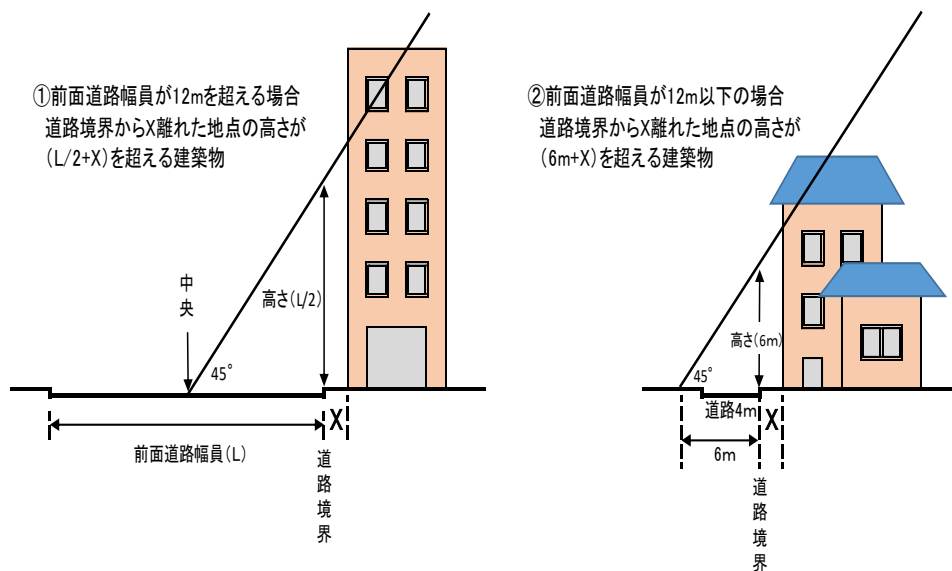 ①前面道路幅員が12mを超える場合
道路境界からX離れた地点の高さが
(L/2+X)を超える建築物
中央
高さ(L/2)
45°
X
前面道路幅員(L)
道路境界
②前面道路幅員が12m以下の場合
道路境界からX離れた地点の高さが
(6m+X)を超える建築物
高さ(6m)
45°
道路4m
X
6m
道路境界